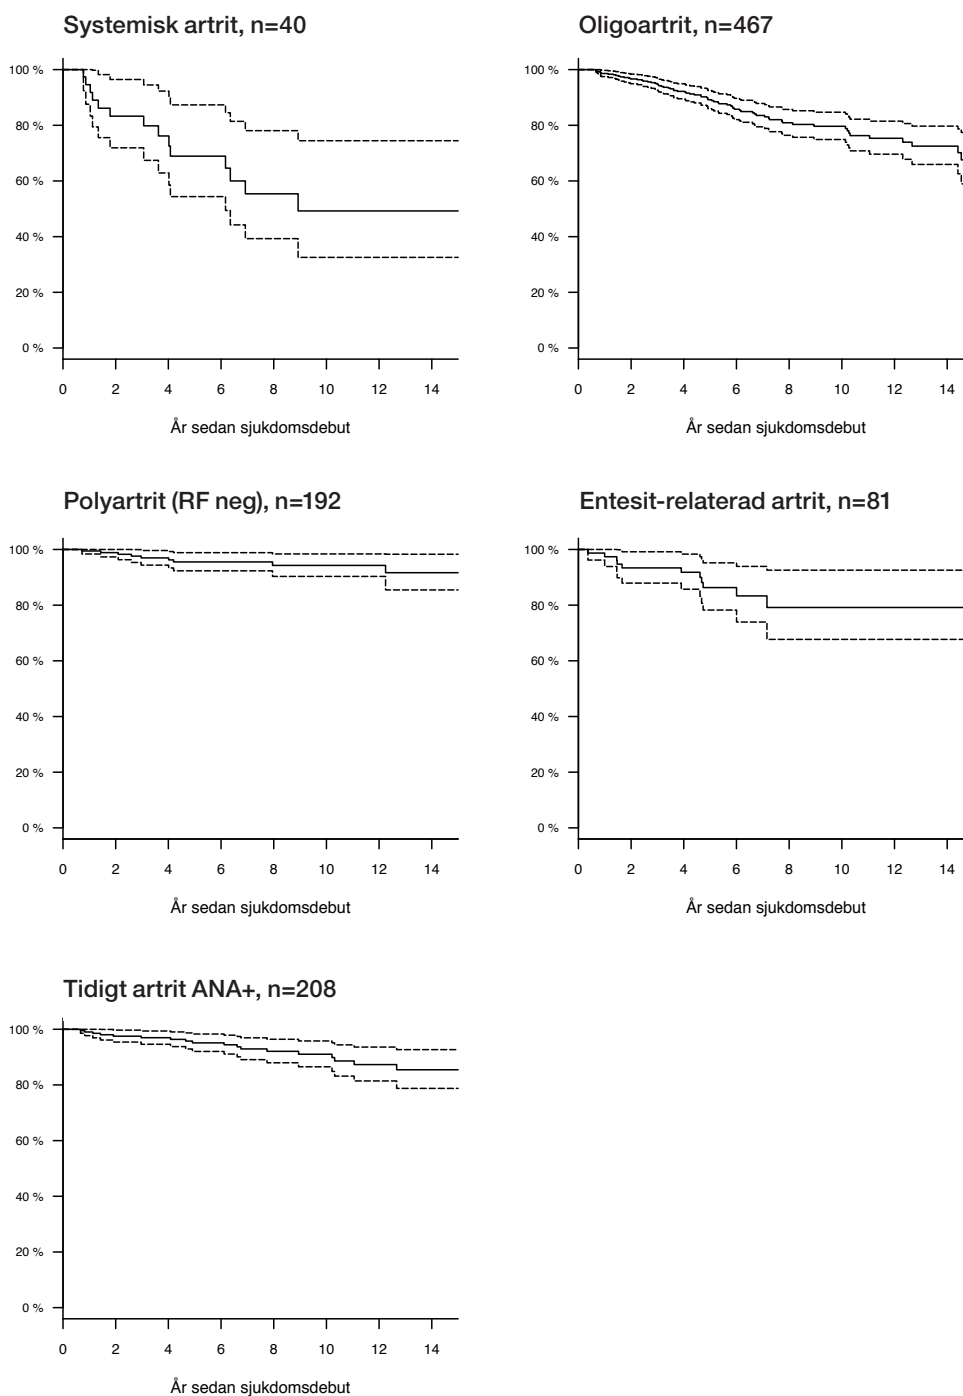 Systemisk artrit, n=40
100 %
80 %
60 %
40 %
20 %
0 %
0 2 4 6 8 10 12 14
År sedan sjukdomsdebut
Oligoartrit, n=467
100 %
80 %
60 %
40 %
20 %
0 %
0 2 4 6 8 10 12 14
År sedan sjukdomsdebut
Polyartrit (RF neg), n=192
100 %
80 %
60 %
40 %
20 %
0 %
0 2 4 6 8 10 12 14
År sedan sjukdomsdebut
Entesit-relaterad artrit, n=81
100 %
80 %
60 %
40 %
20 %
0 %
0 2 4 6 8 10 12 14
År sedan sjukdomsdebut
Tidigt artrit ANA+, n=208
100 %
80 %
60 %
40 %
20 %
0 %
0 2 4 6 8 10 12 14
År sedan sjukdomsdebut